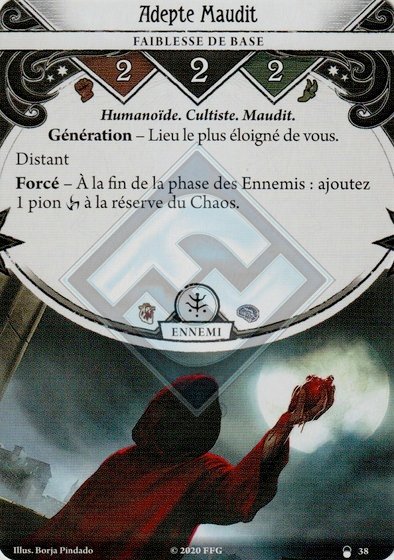 Adepte Maudit
FAIBLESSE DE BASE
2 2 2
Humanoïde. Cultiste. Maudit.
Génération – Lieu le plus éloigné de vous.
Distant
Forcé – À la fin de la phase des Ennemis : ajoutez
1 pion à la réserve du Chaos.
ENNEMI
Illus. Borja Pindado © 2020 FFG 38